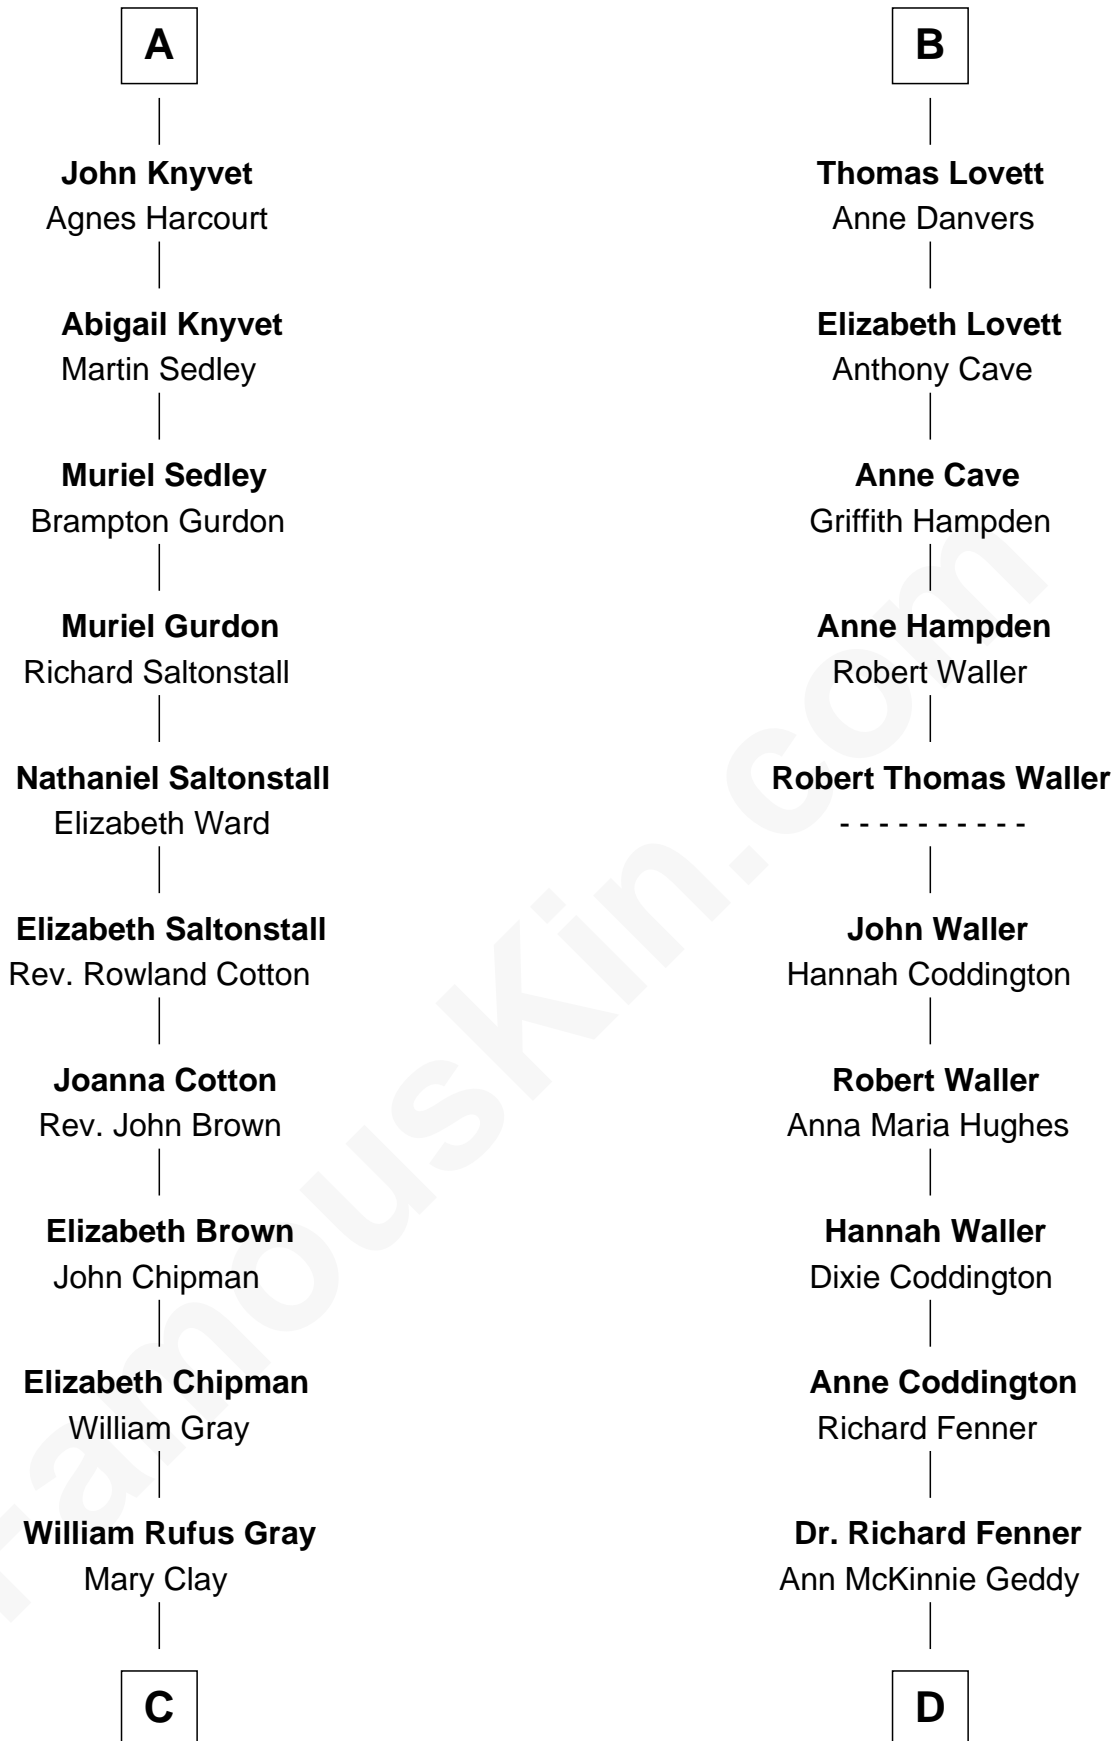 A
John Knyvet
Agnes Harcourt
Abigail Knyvet
Martin Sedley
Muriel Sedley
Brampton Gurdon
Muriel Gurdon
Richard Saltonstall
Nathaniel Saltonstall
Elizabeth Ward
Elizabeth Saltonstall
Rev. Rowland Cotton
Joanna Cotton
Rev. John Brown
Elizabeth Brown
John Chipman
Elizabeth Chipman
William Gray
William Rufus Gray
Mary Clay
C
B
Thomas Lovett
Anne Danvers
Elizabeth Lovett
Anthony Cave
Anne Cave
Griffith Hampden
Anne Hampden
Robert Waller
Robert Thomas Waller
- - - - - - - - - -
John Waller
Hannah Coddington
Robert Waller
Anna Maria Hughes
Hannah Waller
Dixie Coddington
Anne Coddington
Richard Fenner
Dr. Richard Fenner
Ann McKinnie Geddy
D
FamousKin.com